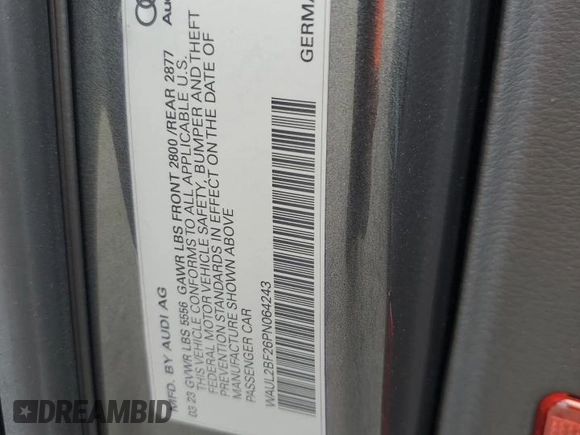 Au
GERMA
MFD. BY AUDI AG
03 23 GVWR LBS 5556 GAWR LBS FRONT 2800/REAR 2877
THIS VEHICLE CONFORMS TO ALL APPLICABLE U.S.
FEDERAL MOTOR VEHICLE SAFETY, BUMPER AND THEFT
PREVENTION STANDARDS IN EFFECT ON THE DATE OF
MANUFACTURE SHOWN ABOVE
PASSENGER CAR
WAUL2BF26PN064243
DREAMBID